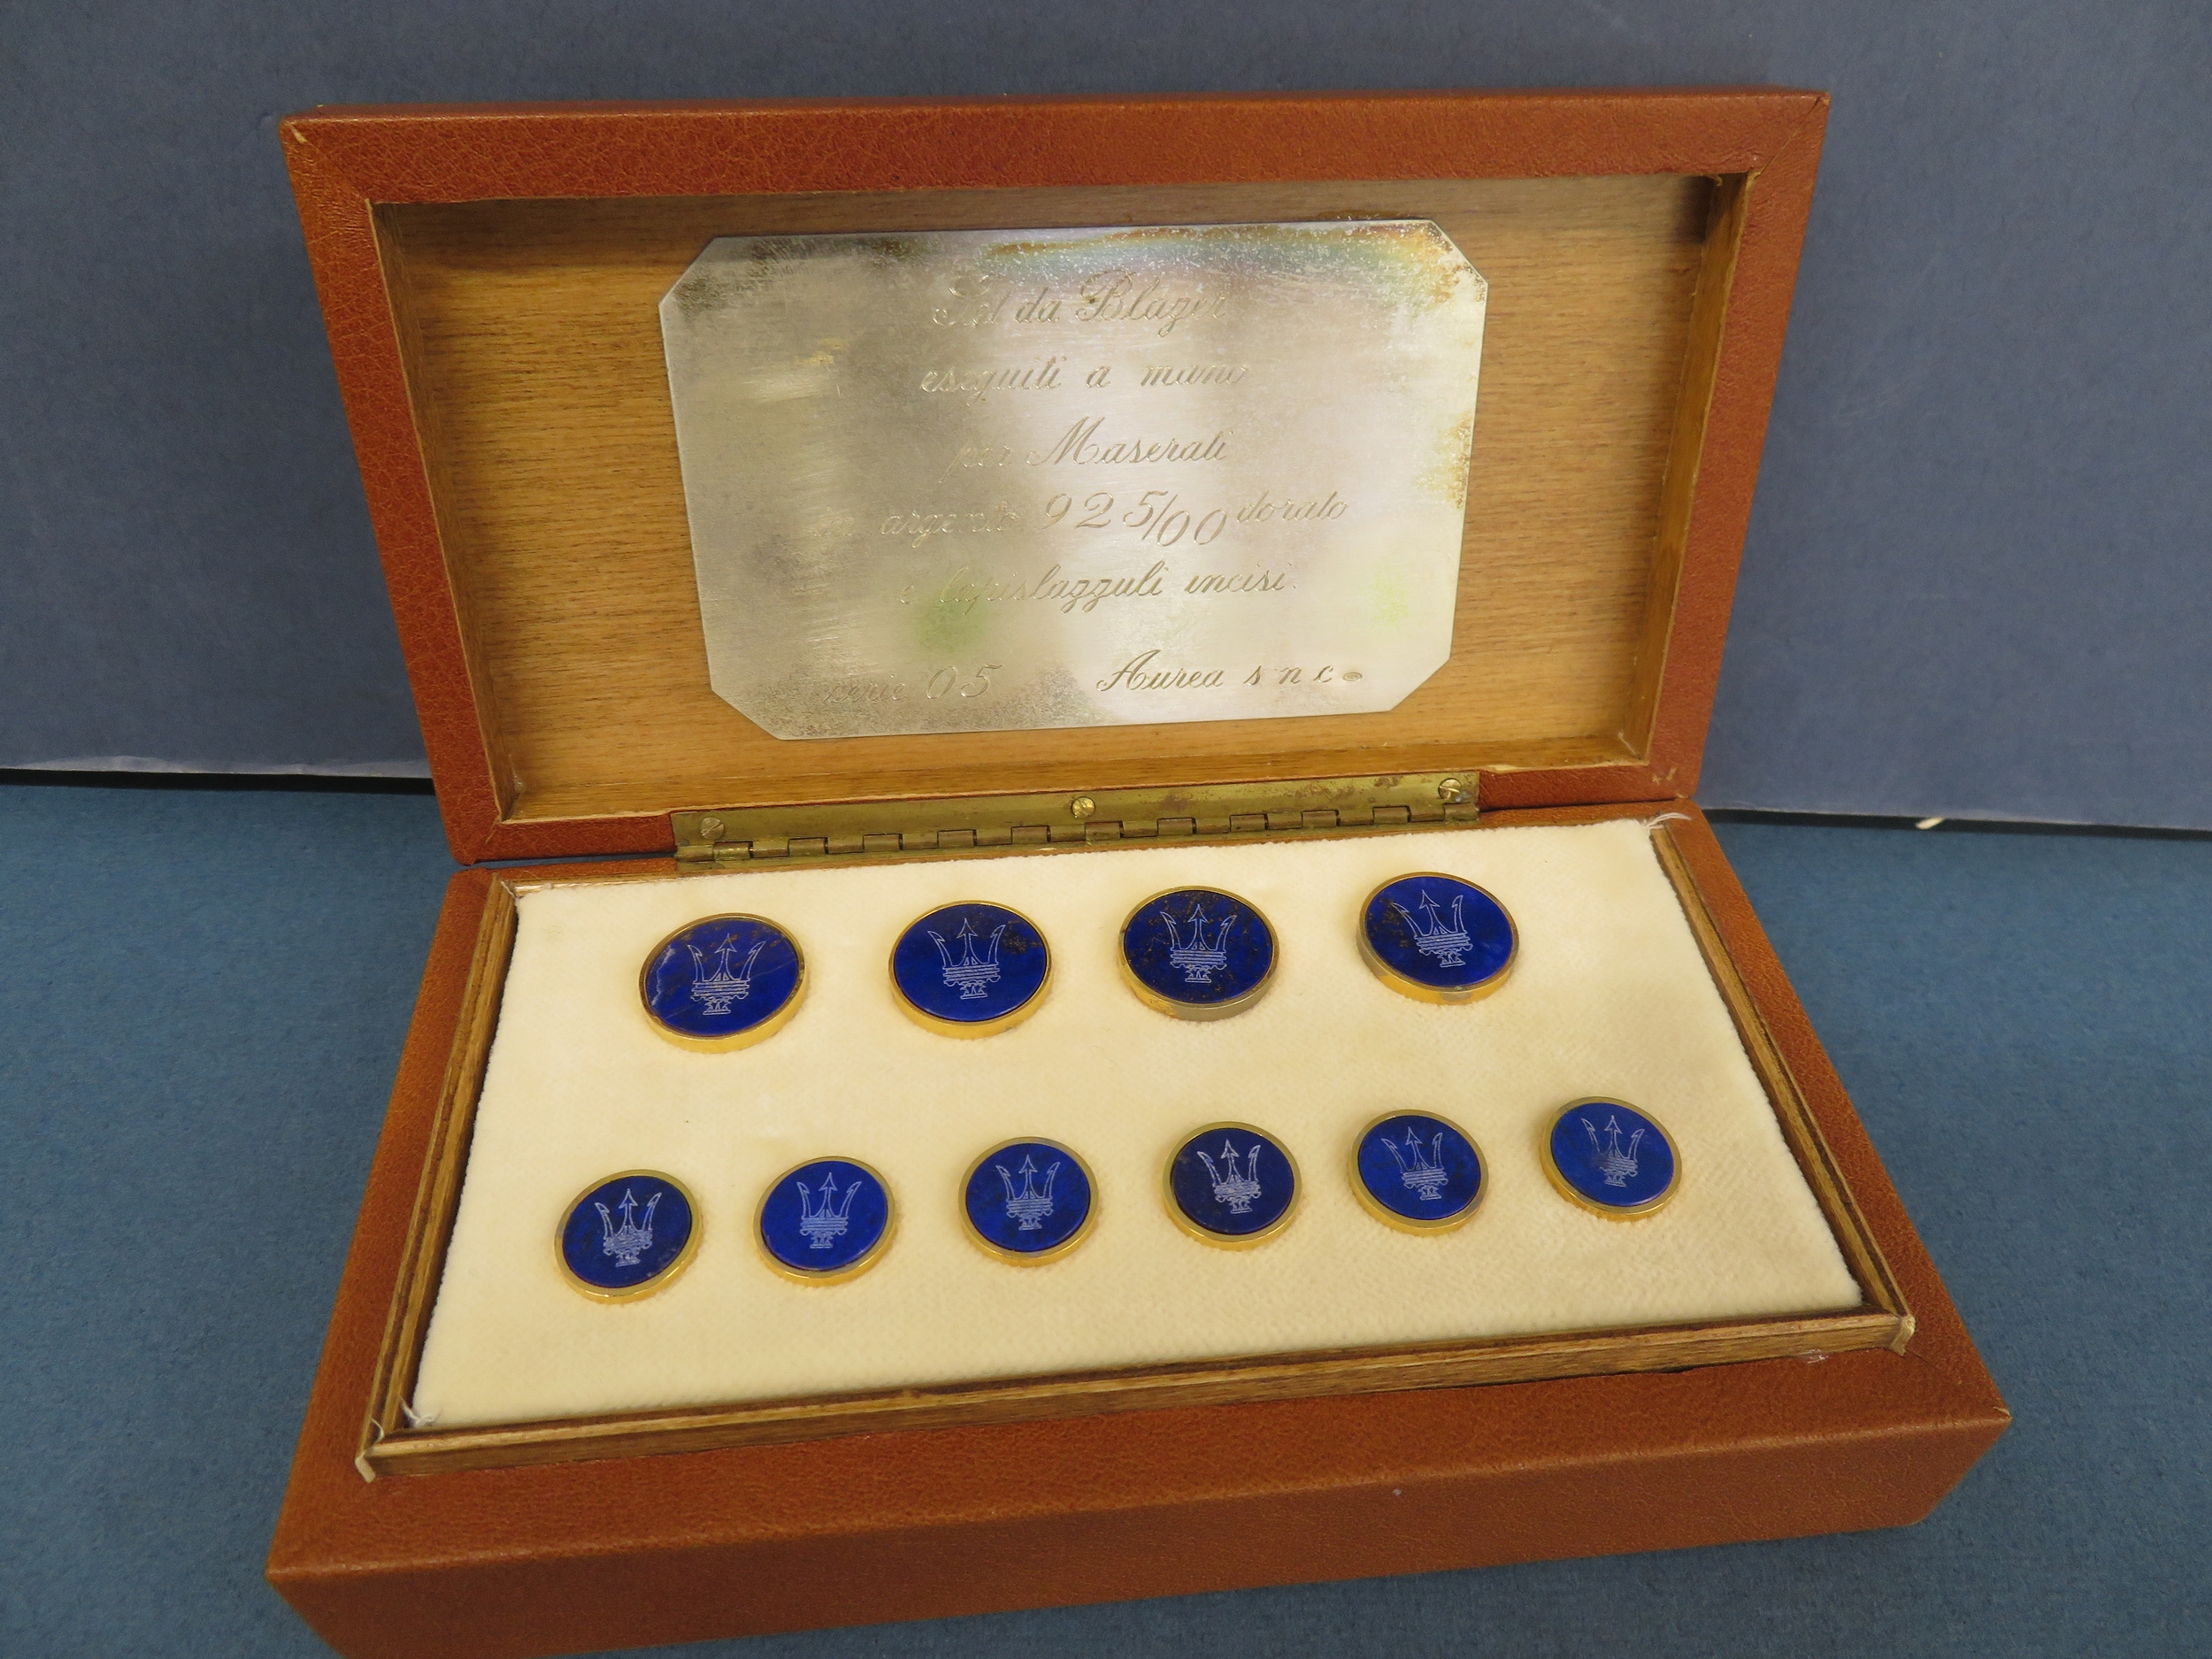 Set da Blazer
eseguiti a mano
per Maserati
in argento 925/00 dorato
e lapislazzuli incisi.
serie 05 Aurea s n c